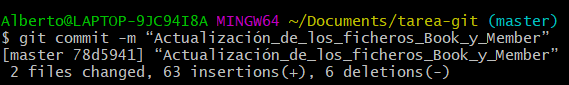 Alberto@LAPTOP-9JC94I8A MINGW64 ~/Documents/tarea-git (master)
$ git commit -m “Actualización_de_los_ficheros_Book_y_Member”
[master 78d5941] “Actualización_de_los_ficheros_Book_y_Member”
 2 files changed, 63 insertions(+), 6 deletions(-)